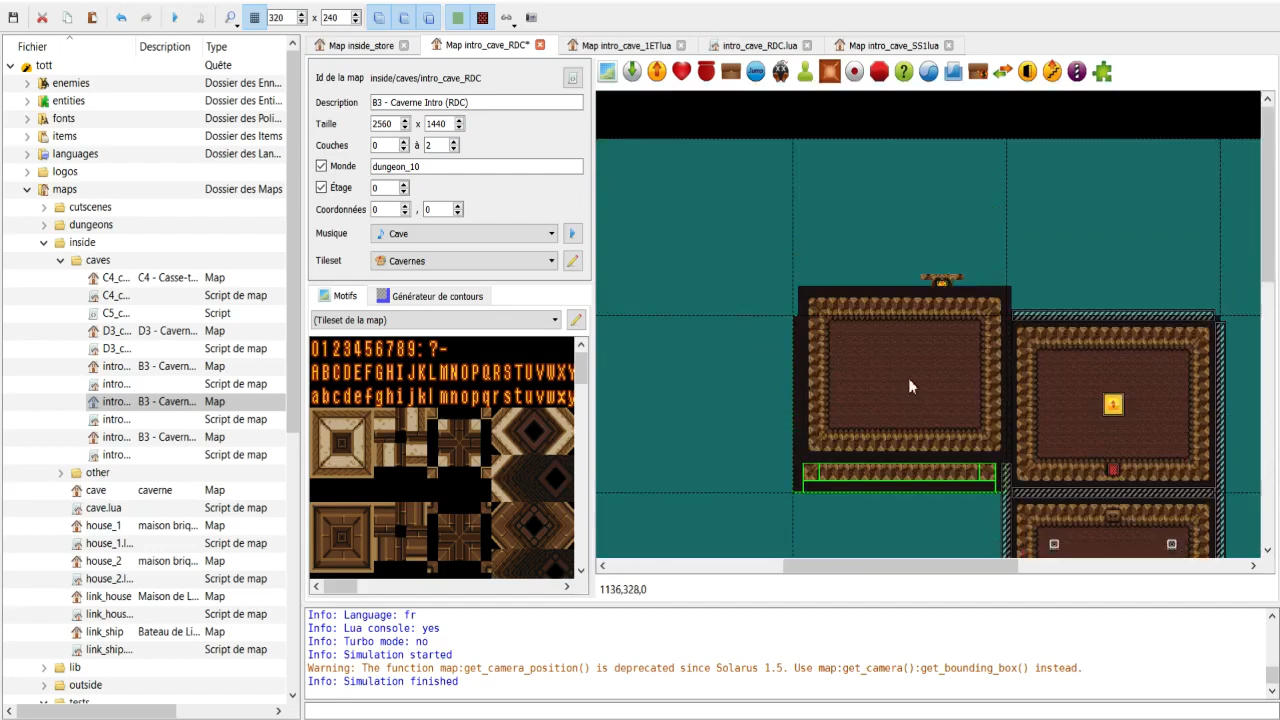 320 x 240
Fichier Description Type
tott Quête
enemies Dossier des Enn...
entities Dossier des Enti...
fonts Dossier des Poli...
items Dossier des Items
languages Dossier des Lan...
logos
maps Dossier des Maps
cutscenes
dungeons
inside
caves
C4_c... C4 - Casse-t... Map
C4_c... Script de map
C5_c... Script
D3_c... D3 - Cavern... Map
D3_c... Script de map
intro... B3 - Cavern... Map
intro... Script de map
intro... B3 - Cavern... Map
intro... Script de map
intro... B3 - Cavern... Map
intro... Script de map
other
cave caverne Map
cave.lua Script de map
house_1 maison briq... Map
house_1.l... Script de map
house_2 maison briq... Map
house_2.l... Script de map
link_house Maison de L... Map
link_hous... Script de map
link_ship Bateau de Li... Map
link_ship.... Script de map
lib
outside
tests
Map inside_store
Map intro_cave_RDC*
Map intro_cave_1ETlua
intro_cave_RDC.lua
Map intro_cave_SS1lua
Id de la map inside/caves/intro_cave_RDC
Description B3 - Caverne Intro (RDC)
Taille 2560 x 1440
Couches 0 à 2
Monde dungeon_10
Étage 0
Coordonnées 0 , 0
Musique Cave
Tileset Cavernes
Motifs Générateur de contours
(Tileset de la map)
0123456789:?-
ABCDEFGHIJKLMNOPQRSTUVWXY
abcdefghijklmnopqrstuvwxy
Jump
1136,328,0
Info: Language: fr
Info: Lua console: yes
Info: Turbo mode: no
Info: Simulation started
Warning: The function map:get_camera_position() is deprecated since Solarus 1.5. Use map:get_camera():get_bounding_box() instead.
Info: Simulation finished